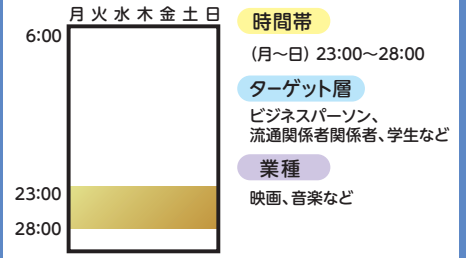 月火水木金土日
6:00
23:00
28:00
時間帯
(月〜日) 23:00〜28:00
ターゲット層
ビジネスパーソン、
流通関係者関係者、学生など
業種
映画、音楽など